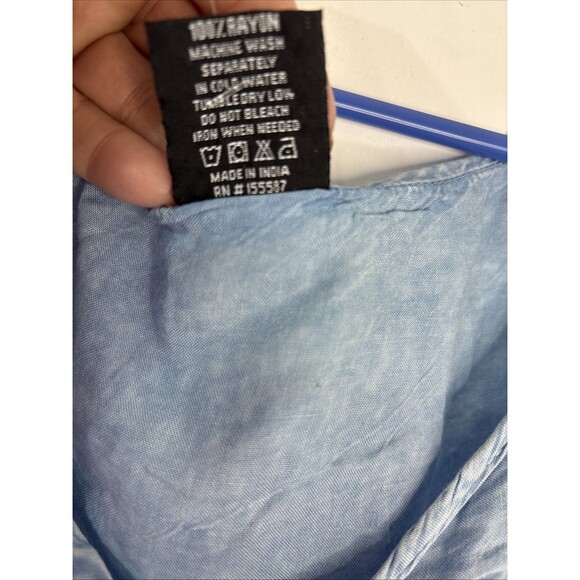 100% RAYON
MACHINE WASH
SEPARATELY
IN COLD WATER
TUMBLE DRY LOW
DO NOT BLEACH
IRON WHEN NEEDED
MADE IN INDIA
RN # 155587